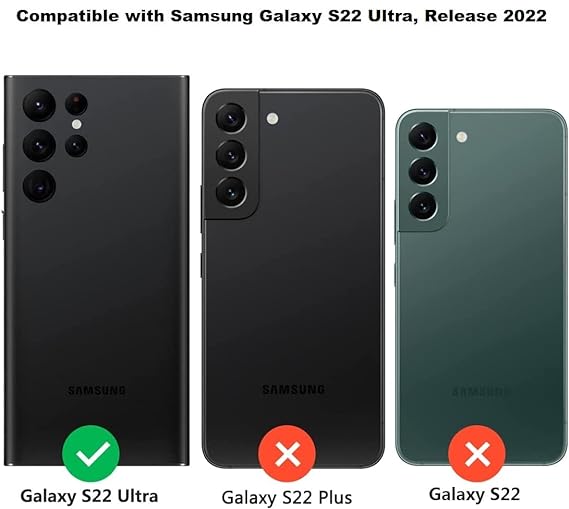 Compatible with Samsung Galaxy S22 Ultra, Release 2022
SAMSUNG
SAMSUNG
SAMSUNG
Galaxy S22 Ultra
Galaxy S22 Plus
Galaxy S22